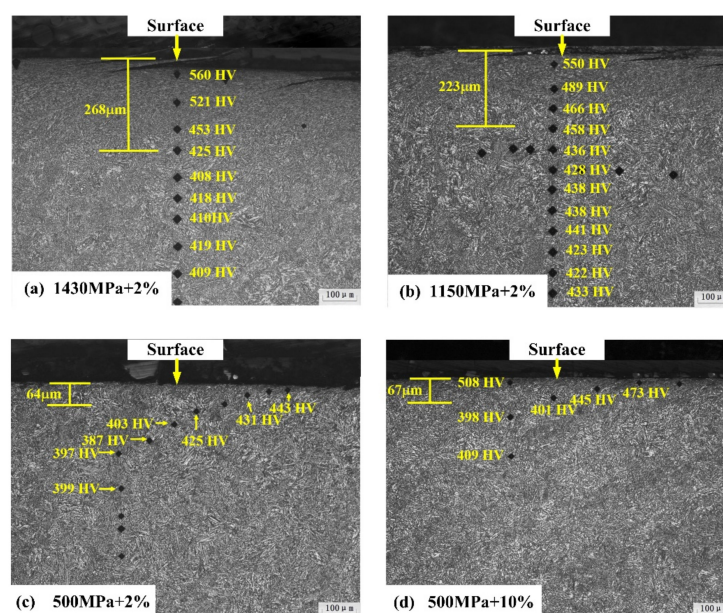 Surface
560 HV
521 HV
268μm
453 HV
425 HV
408 HV
418 HV
410HV
419 HV
409 HV
(a) 1430MPa+2%
100 μm
Surface
550 HV
489 HV
223μm
466 HV
458 HV
436 HV
428 HV
438 HV
438 HV
441 HV
423 HV
422 HV
433 HV
(b) 1150MPa+2%
100 μm
Surface
64μm
443 HV
431 HV
403 HV
425 HV
387 HV
397 HV
399 HV
(c) 500MPa+2%
100 μm
Surface
508 HV
67μm
473 HV
445 HV
401 HV
398 HV
409 HV
(d) 500MPa+10%
100 μm